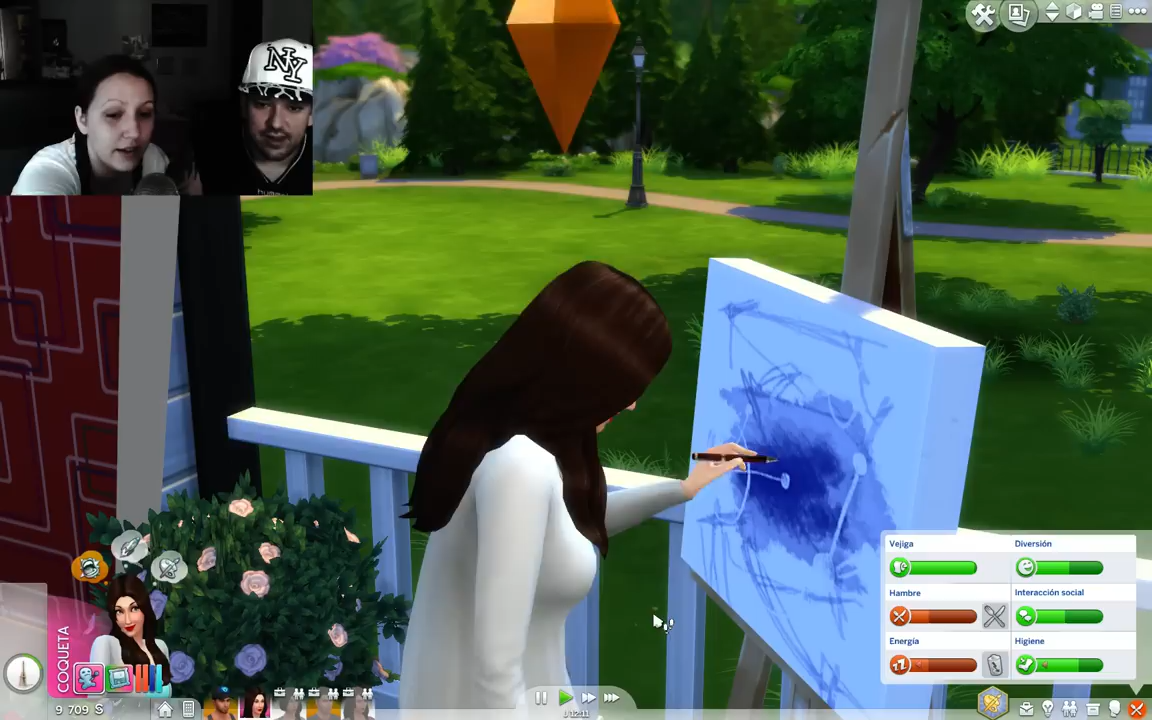 NY
Vejiga
Diversión
Hambre
Interacción social
Energía
Higiene
COQUETA
9 709 S